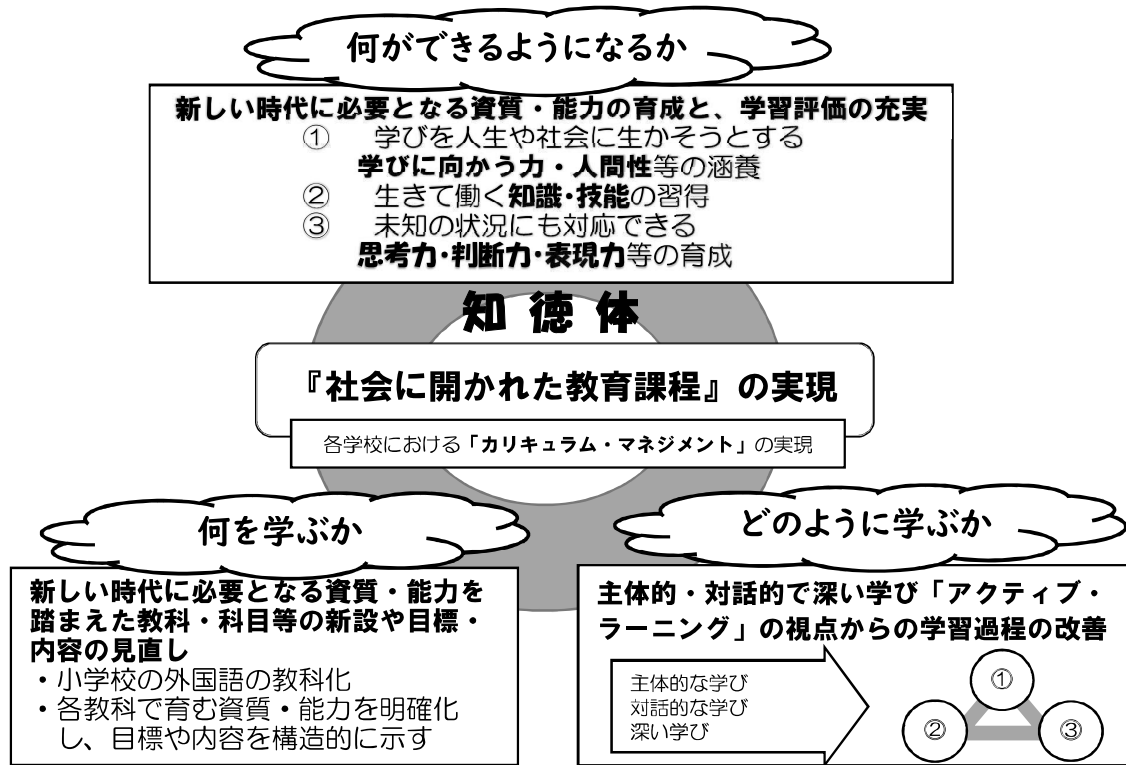 何ができるようになるか
新しい時代に必要となる資質・能力の育成と、学習評価の充実
① 学びを人生や社会に生かそうとする
学びに向かう力・人間性等の涵養
② 生きて働く知識・技能の習得
③ 未知の状況にも対応できる
思考力・判断力・表現力等の育成
知 徳 体
『社会に開かれた教育課程』の実現
各学校における「カリキュラム・マネジメント」の実現
何を学ぶか
新しい時代に必要となる資質・能力を
踏まえた教科・科目等の新設や目標・
内容の見直し
・小学校の外国語の教科化
・各教科で育む資質・能力を明確化
し、目標や内容を構造的に示す
どのように学ぶか
主体的・対話的で深い学び「アクティブ・
ラーニング」の視点からの学習過程の改善
主体的な学び
対話的な学び
深い学び
①
② ③